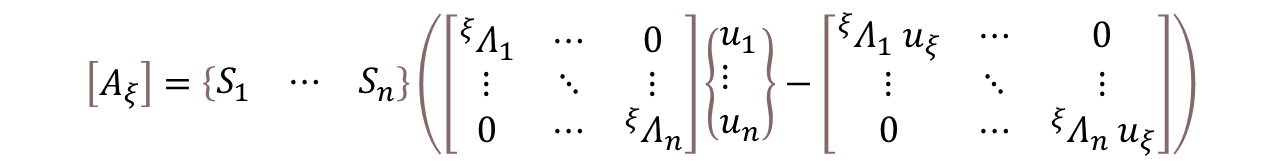 [A_ξ] = {S_1 ⋯ S_n} ( [ ^ξΛ_1 ⋯ 0 ; ⋮ ⋱ ⋮ ; 0 ⋯ ^ξΛ_n ] { u_1 ; ⋮ ; u_n } − [ ^ξΛ_1 u_ξ ⋯ 0 ; ⋮ ⋱ ⋮ ; 0 ⋯ ^ξΛ_n u_ξ ] )